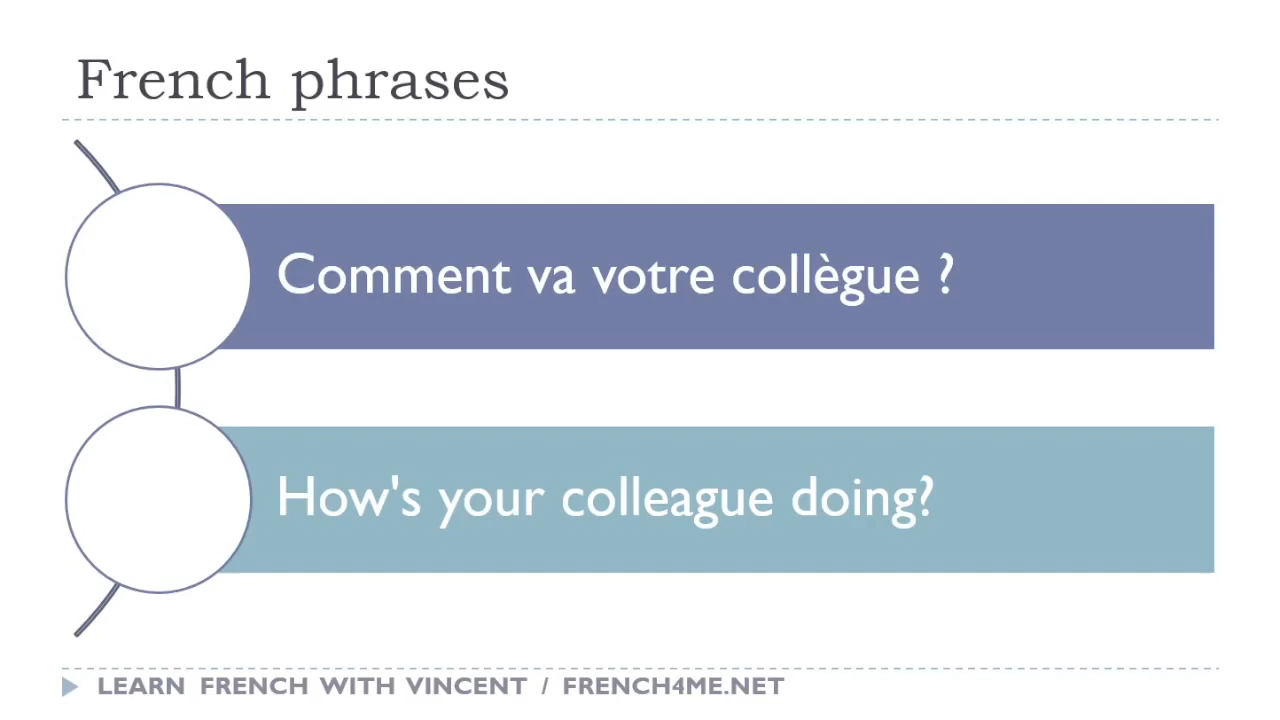 French phrases
Comment va votre collègue ?
How's your colleague doing?
LEARN FRENCH WITH VINCENT / FRENCH4ME.NET